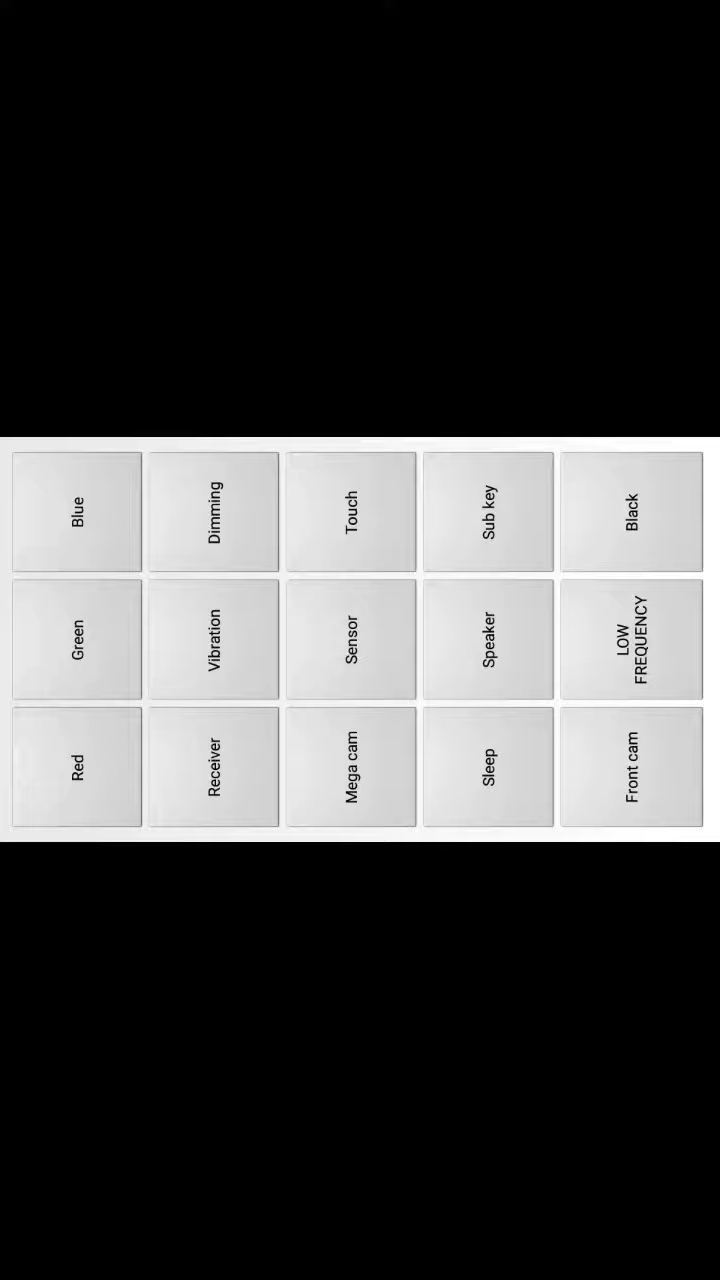 Red
Green
Blue
Receiver
Vibration
Dimming
Mega cam
Sensor
Touch
Sleep
Speaker
Sub key
Front cam
LOW
FREQUENCY
Black